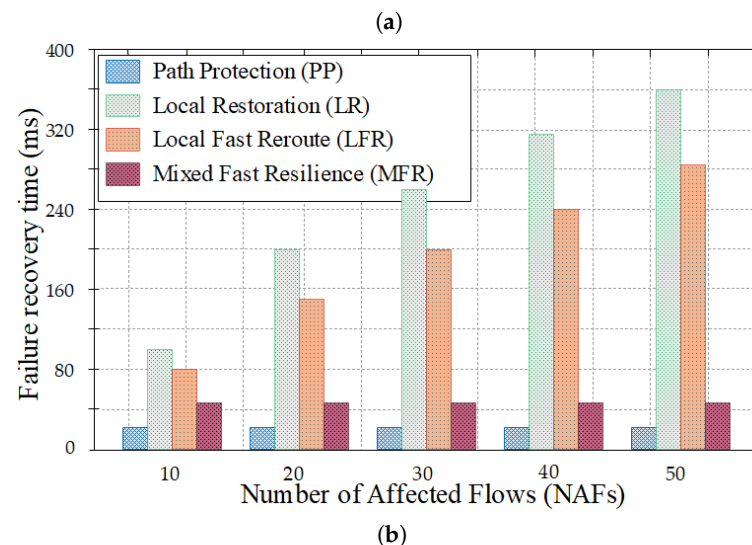 (a)
Failure recovery time (ms)
400
320
240
160
80
0
Path Protection (PP)
Local Restoration (LR)
Local Fast Reroute (LFR)
Mixed Fast Resilience (MFR)
10 20 30 40 50
Number of Affected Flows (NAFs)
(b)